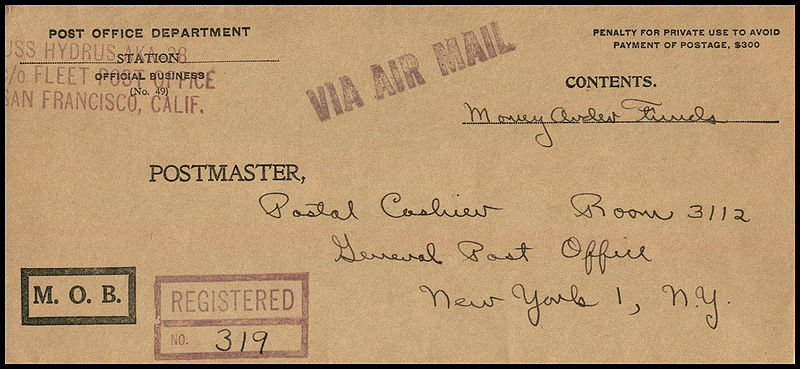 POST OFFICE DEPARTMENT
USS HYDRUS AKA 28
STATION
C/O FLEET POST OFFICE
OFFICIAL BUSINESS
(No. 49)
SAN FRANCISCO, CALIF.
VIA AIR MAIL
PENALTY FOR PRIVATE USE TO AVOID
PAYMENT OF POSTAGE, $300
CONTENTS.
Money Order Funds
POSTMASTER,
Postal Cashier Room 3112
General Post Office
New York 1, N.Y.
M. O. B.
REGISTERED
NO. 319